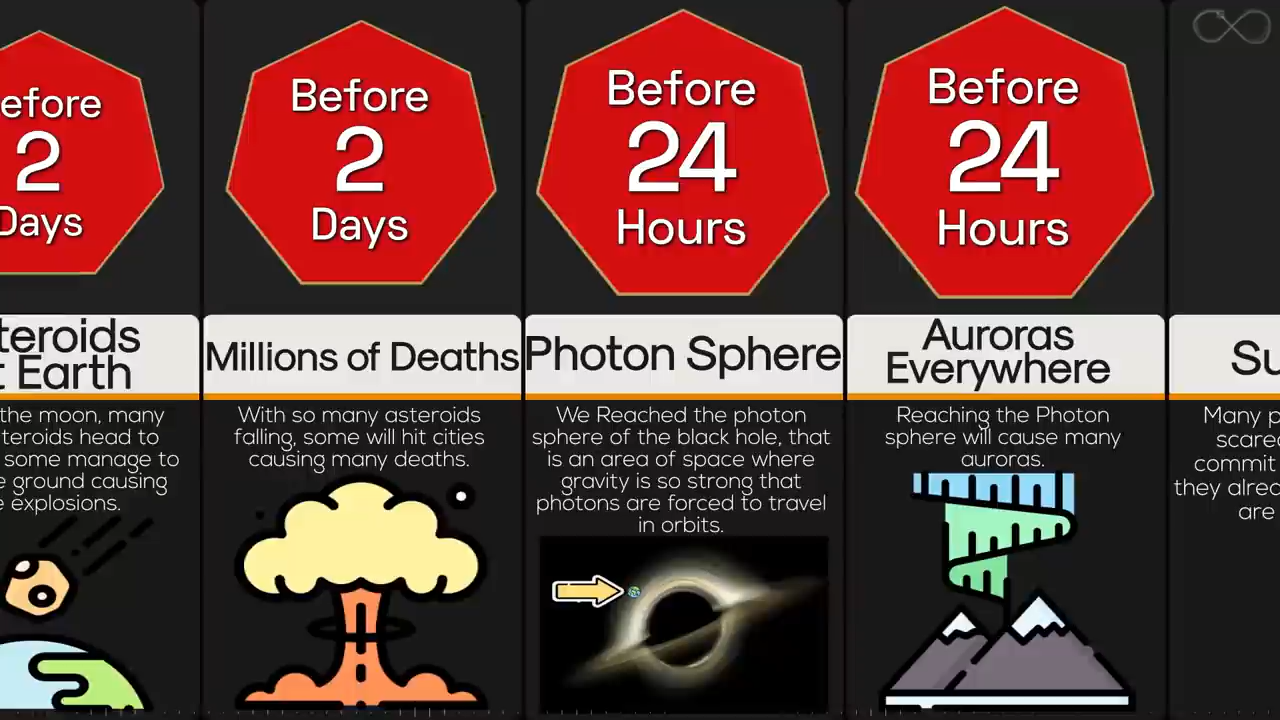 efore
2
Days
teroids
t Earth
the moon, many
teroids head to
some manage to
e ground causing
e explosions.
Before
2
Days
Millions of Deaths
With so many asteroids
falling, some will hit cities
causing many deaths.
Before
24
Hours
Photon Sphere
We Reached the photon
sphere of the black hole, that
is an area of space where
gravity is so strong that
photons are forced to travel
in orbits.
Before
24
Hours
Auroras
Everywhere
Reaching the Photon
sphere will cause many
auroras.
Su
Many p
scared
commit
they alrea
are